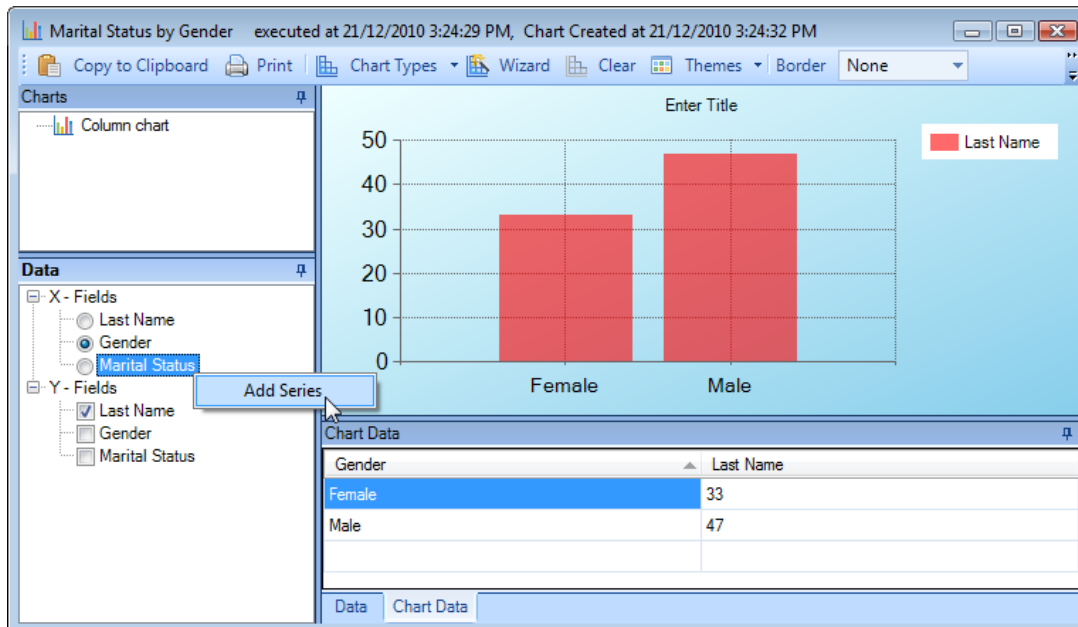 Marital Status by Gender executed at 21/12/2010 3:24:29 PM, Chart Created at 21/12/2010 3:24:32 PM
Copy to Clipboard Print Chart Types Wizard Clear Themes Border None
Charts
Column chart
Data
X - Fields
Last Name
Gender
Marital Status
Add Series
Y - Fields
Last Name
Gender
Marital Status
Enter Title
Last Name
50
40
30
20
10
0
Female Male
Chart Data
Gender Last Name
Female 33
Male 47
Data Chart Data